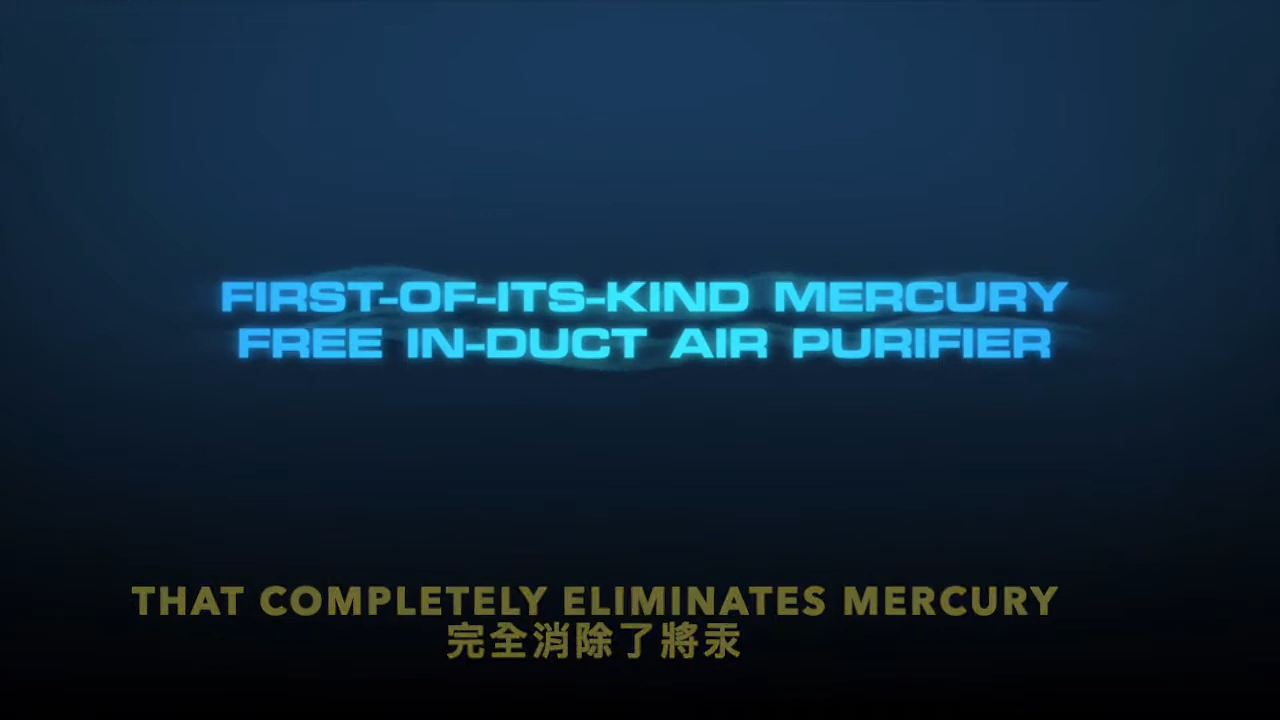 FIRST-OF-ITS-KIND MERCURY
FREE IN-DUCT AIR PURIFIER
THAT COMPLETELY ELIMINATES MERCURY
完全消除了將汞